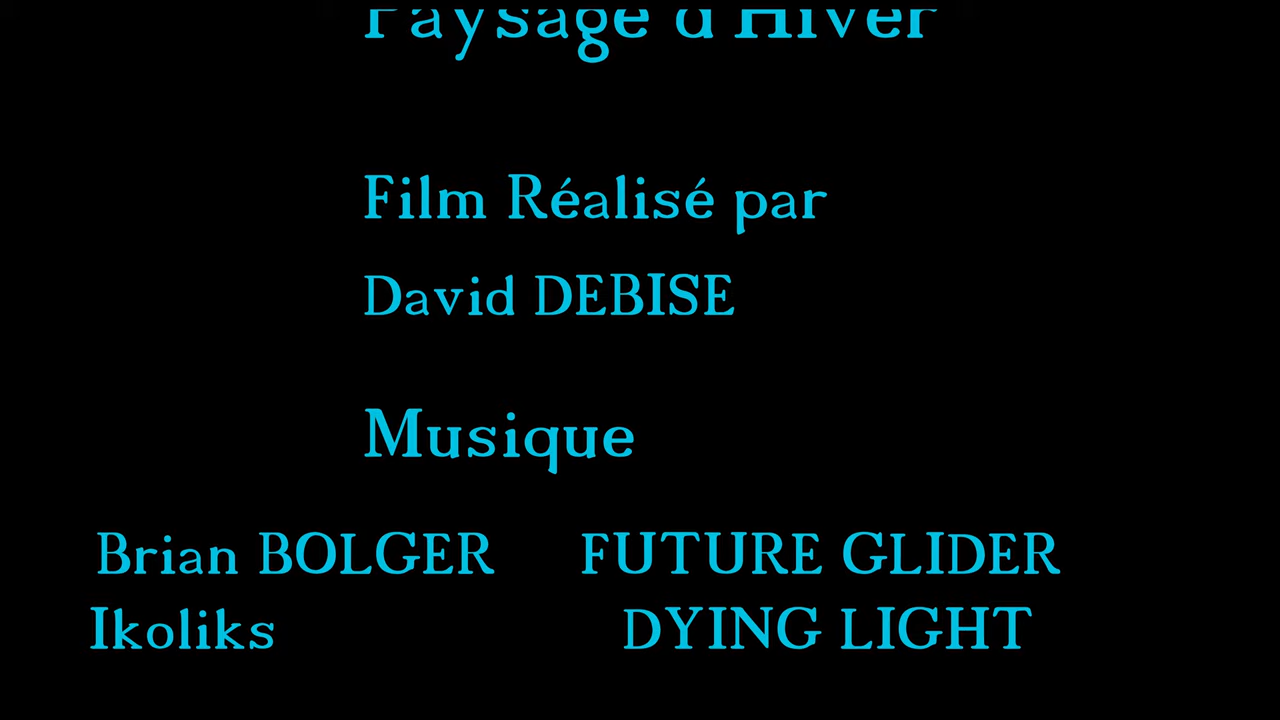 Paysage d'Hiver
Film Réalisé par
David DEBISE
Musique
Brian BOLGER FUTURE GLIDER
Ikoliks DYING LIGHT